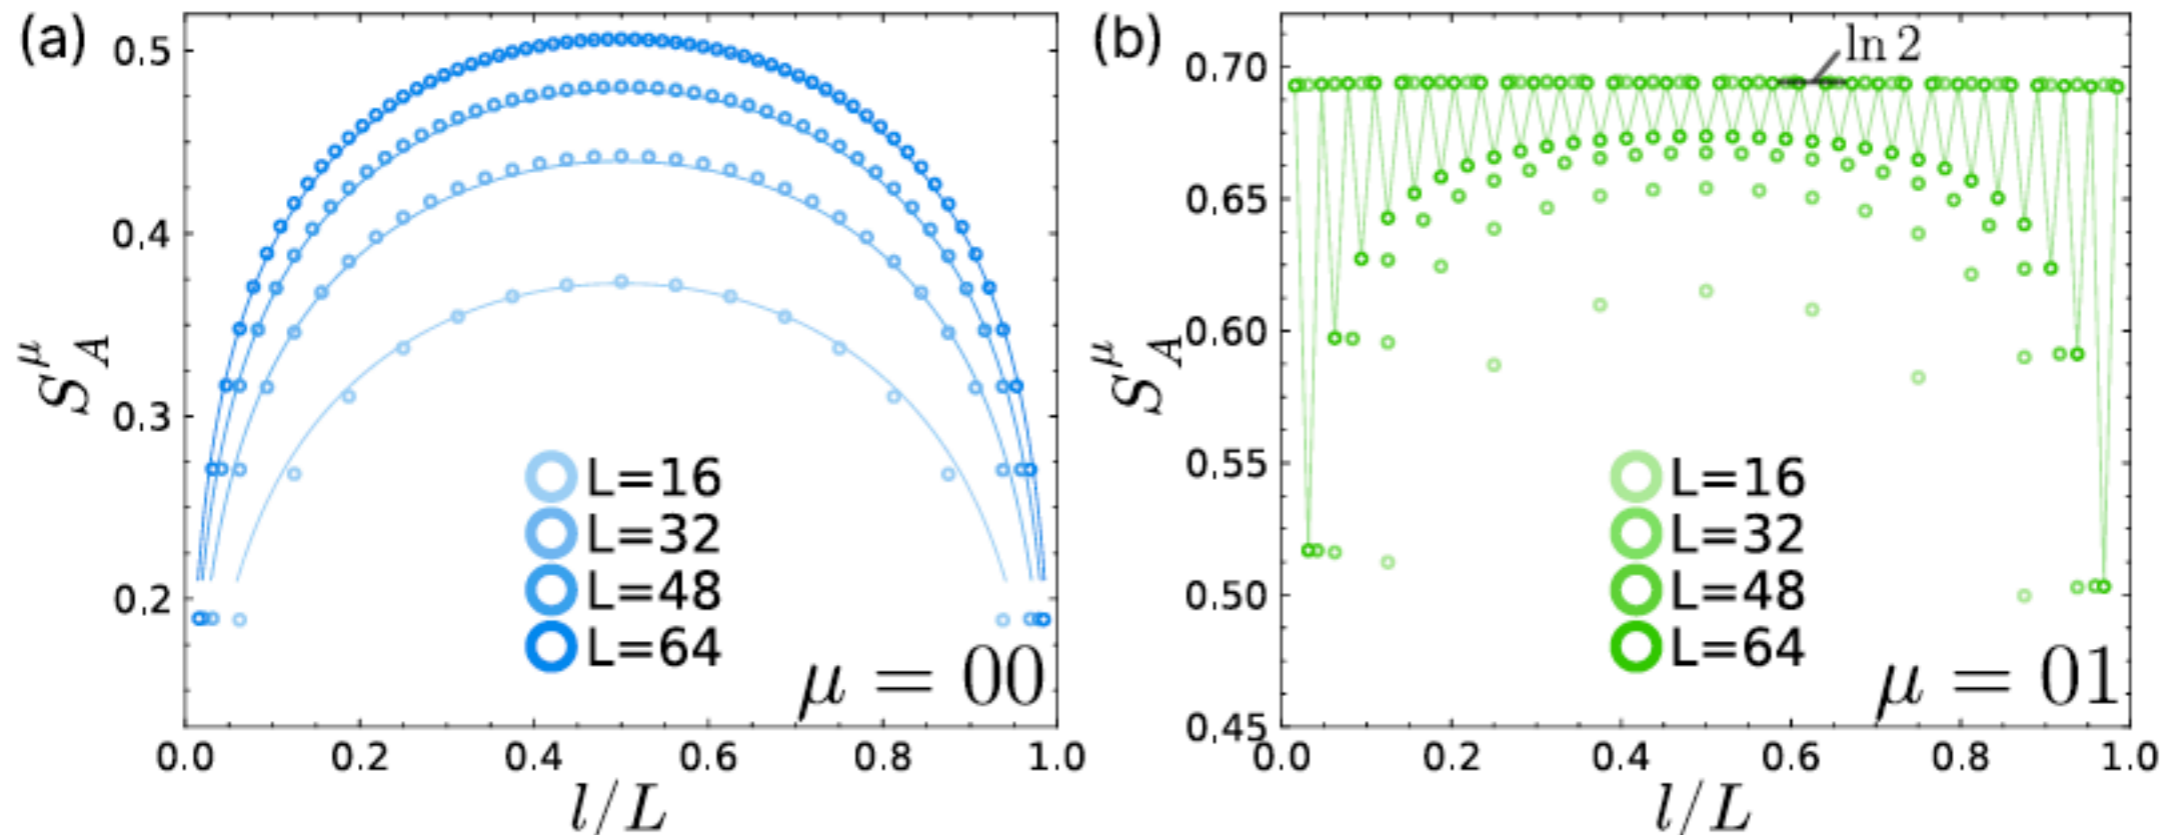 (a)
0.5
0.4
0.3
0.2
S_A^μ
L=16
L=32
L=48
L=64
μ = 00
0.0 0.2 0.4 0.6 0.8 1.0
l/L
(b)
ln 2
0.70
0.65
0.60
0.55
0.50
0.45
S_A^μ
L=16
L=32
L=48
L=64
μ = 01
0.0 0.2 0.4 0.6 0.8 1.0
l/L